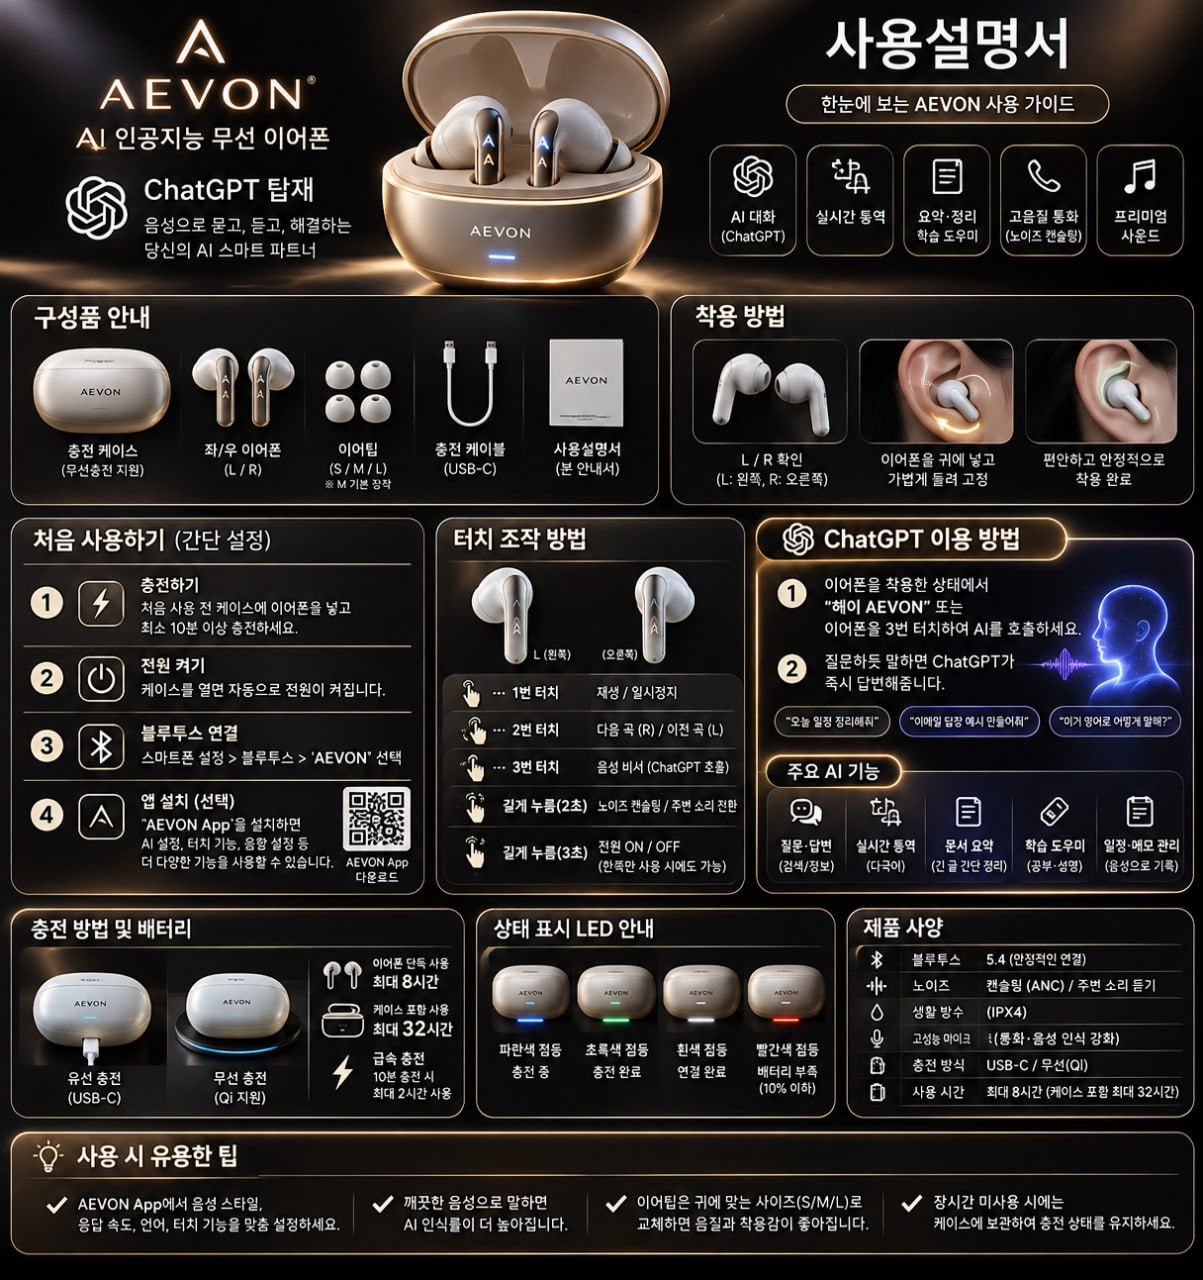 AEVON®
AI 인공지능 무선 이어폰
ChatGPT 탑재
음성으로 묻고, 듣고, 해결하는
당신의 AI 스마트 파트너
AEVON
사용설명서
한눈에 보는 AEVON 사용 가이드
AI 대화
(ChatGPT)
실시간 통역
요약·정리
학습 도우미
고음질 통화
(노이즈 캔슬링)
프리미엄
사운드
구성품 안내
AEVON
충전 케이스
(무선충전 지원)
좌/우 이어폰
(L / R)
이어팁
(S / M / L)
※ M 기본 장착
충전 케이블
(USB-C)
AEVON
사용설명서
(본 안내서)
착용 방법
L / R 확인
(L: 왼쪽, R: 오른쪽)
이어폰을 귀에 넣고
가볍게 돌려 고정
편안하고 안정적으로
착용 완료
처음 사용하기 (간단 설정)
1
충전하기
처음 사용 전 케이스에 이어폰을 넣고
최소 10분 이상 충전하세요.
2
전원 켜기
케이스를 열면 자동으로 전원이 켜집니다.
3
블루투스 연결
스마트폰 설정 > 블루투스 > 'AEVON" 선택
4
앱 설치 (선택)
"AEVON App'을 설치하면
AI 설정, 터치 기능, 음향 설정 등
더 다양한 기능을 사용할 수 있습니다.
AEVON App
다운로드
터치 조작 방법
L (왼쪽)
(오른쪽)
··· 1번 터치 재생 / 일시정지
··· 2번 터치 다음 곡 (R) / 이전 곡 (L)
··· 3번 터치 음성 비서 (ChatGPT 호출)
길게 누름(2초) 노이즈 캔슬링 / 주변 소리 전환
길게 누름(3초) 전원 ON / OFF
(한쪽만 사용 시에도 가능)
ChatGPT 이용 방법
1
이어폰을 착용한 상태에서
"해이 AEVON" 또는
이어폰을 3번 터치하여 AI를 호출하세요.
2
질문하듯 말하면 ChatGPT가
즉시 답변해줍니다.
"오늘 일정 정리해줘"
"이메일 답장 예시 만들어줘"
"이거 영어로 어떻게 말해?"
주요 AI 기능
질문·답변
(검색/정보)
실시간 통역
(다국어)
문서 요약
(긴 글 간단 정리)
학습 도우미
(공부·설명)
일정·메모 관리
(음성으로 기록)
충전 방법 및 배터리
AEVON
유선 충전
(USB-C)
AEVON
무선 충전
(Qi 지원)
이어폰 단독 사용
최대 8시간
케이스 포함 사용
최대 32시간
급속 충전
10분 충전 시
최대 2시간 사용
상태 표시 LED 안내
AEVON
파란색 점등
충전 중
AEVON
초록색 점등
충전 완료
AEVON
흰색 점등
연결 완료
AEVON
빨간색 점등
배터리 부족
(10% 이하)
제품 사양
블루투스 5.4 (안정적인 연결)
노이즈 캔슬링 (ANC) / 주변 소리 듣기
생활 방수 (IPX4)
고성능 마이크 (통화·음성 인식 강화)
충전 방식 USB-C / 무선(QI)
사용 시간 최대 8시간 (케이스 포함 최대 32시간)
사용 시 유용한 팁
AEVON App에서 음성 스타일,
응답 속도, 언어, 터치 기능을 맞춤 설정하세요.
깨끗한 음성으로 말하면
AI 인식률이 더 높아집니다.
이어팁은 귀에 맞는 사이즈(S/M/L)로
교체하면 음질과 착용감이 좋아집니다.
장시간 미사용 시에는
케이스에 보관하여 충전 상태를 유지하세요.